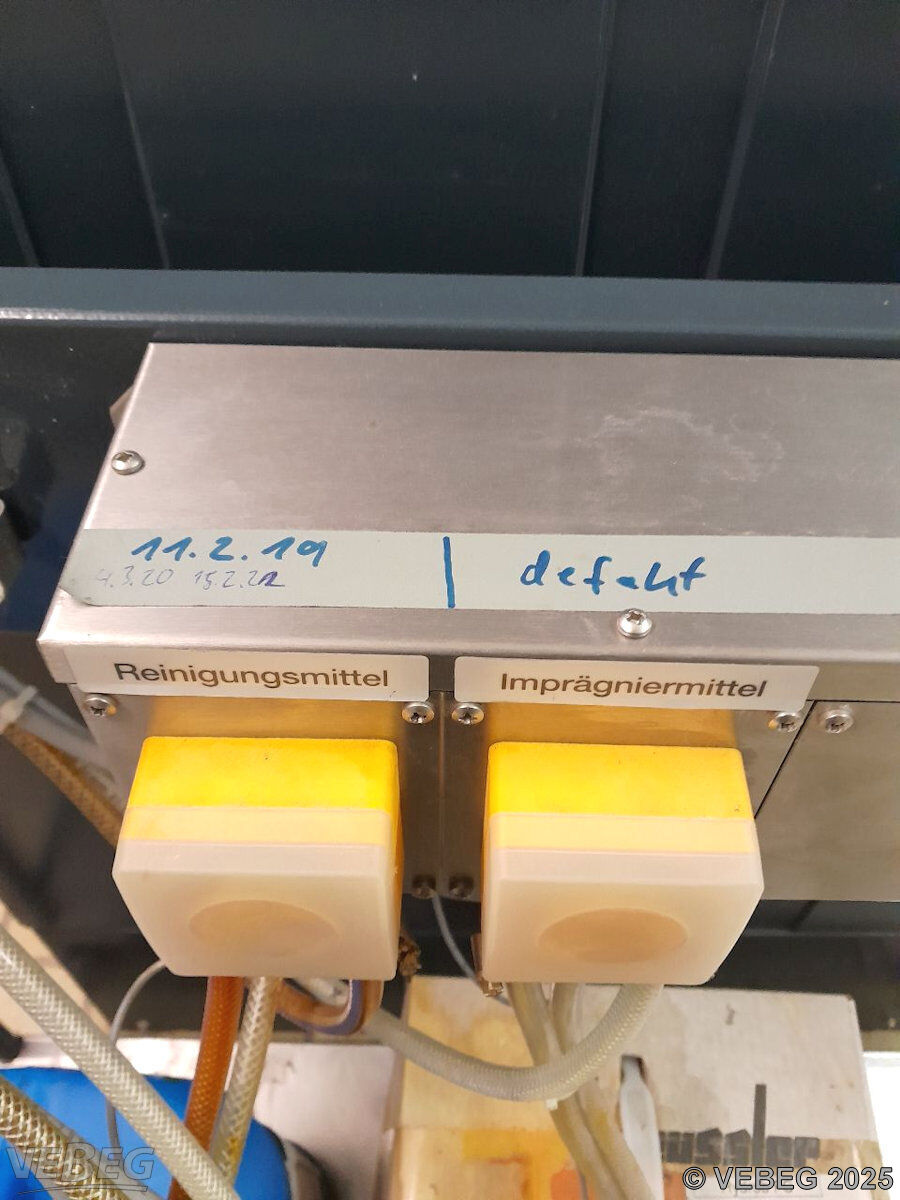 11.2.19 | defekt
4.3.20 15.2.22
Reinigungsmittel
Imprägniermittel
VEBEG
© VEBEG 2025